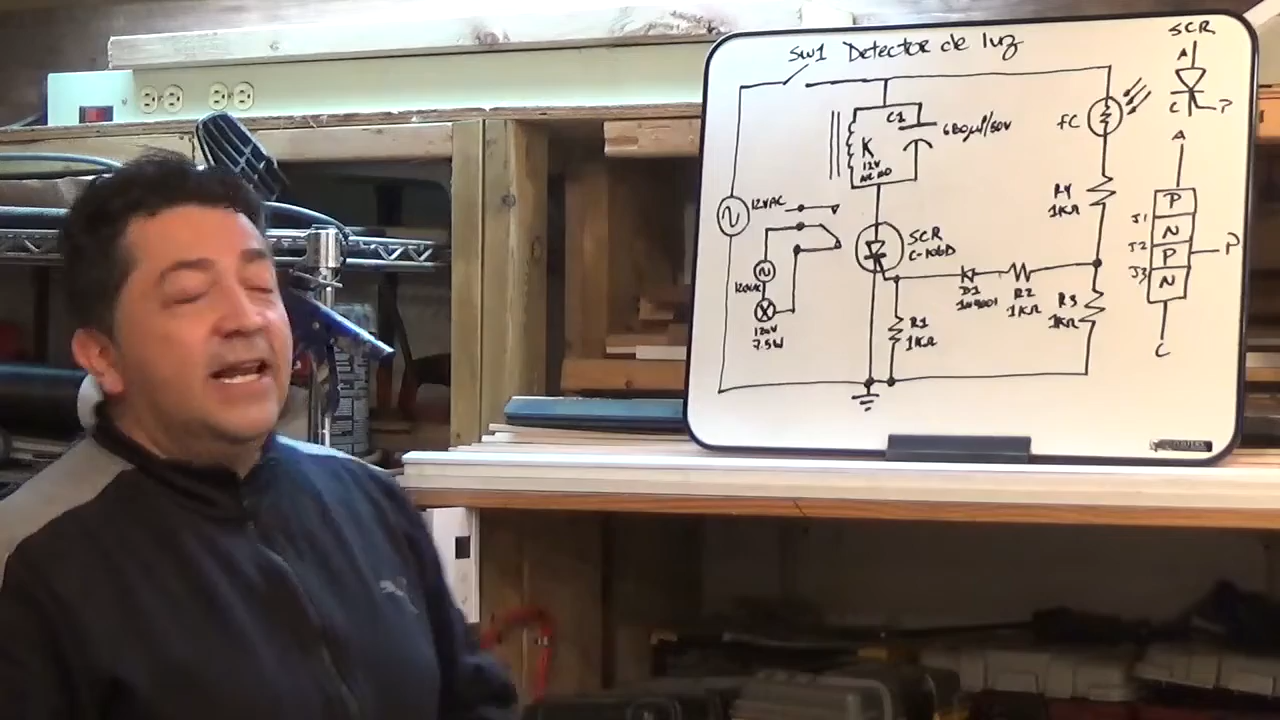 SW1 Detector de luz
SCR
A
C
P
C1
680µf/50V
K
12V
FC
12VAC
R4
1KΩ
SCR
C-106D
120VAC
120V
7.5W
D1
1N4001
R2
1KΩ
R3
1KΩ
R1
1KΩ
A
P
J1
N
J2
P
P
J3
N
C